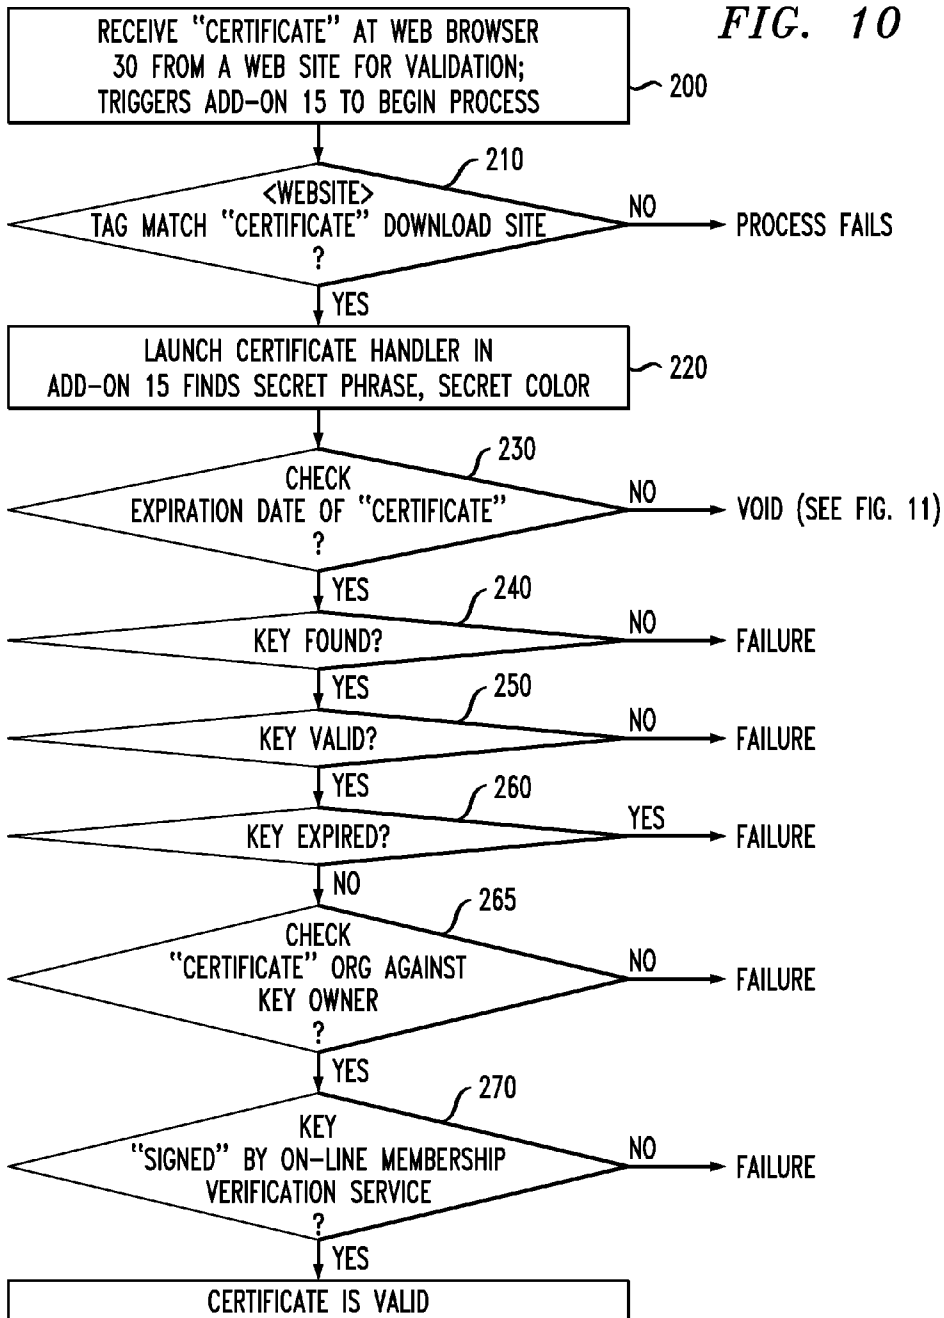 FIG. 10
RECEIVE "CERTIFICATE" AT WEB BROWSER
30 FROM A WEB SITE FOR VALIDATION;
TRIGGERS ADD-ON 15 TO BEGIN PROCESS
200
210
<WEBSITE>
TAG MATCH "CERTIFICATE" DOWNLOAD SITE
?
NO
PROCESS FAILS
YES
LAUNCH CERTIFICATE HANDLER IN
ADD-ON 15 FINDS SECRET PHRASE, SECRET COLOR
220
230
CHECK
EXPIRATION DATE OF "CERTIFICATE"
?
NO
VOID (SEE FIG. 11)
YES
240
KEY FOUND?
NO
FAILURE
YES
250
KEY VALID?
NO
FAILURE
YES
260
KEY EXPIRED?
YES
FAILURE
NO
265
CHECK
"CERTIFICATE" ORG AGAINST
KEY OWNER
?
NO
FAILURE
YES
270
KEY
"SIGNED" BY ON-LINE MEMBERSHIP
VERIFICATION SERVICE
?
NO
FAILURE
YES
CERTIFICATE IS VALID